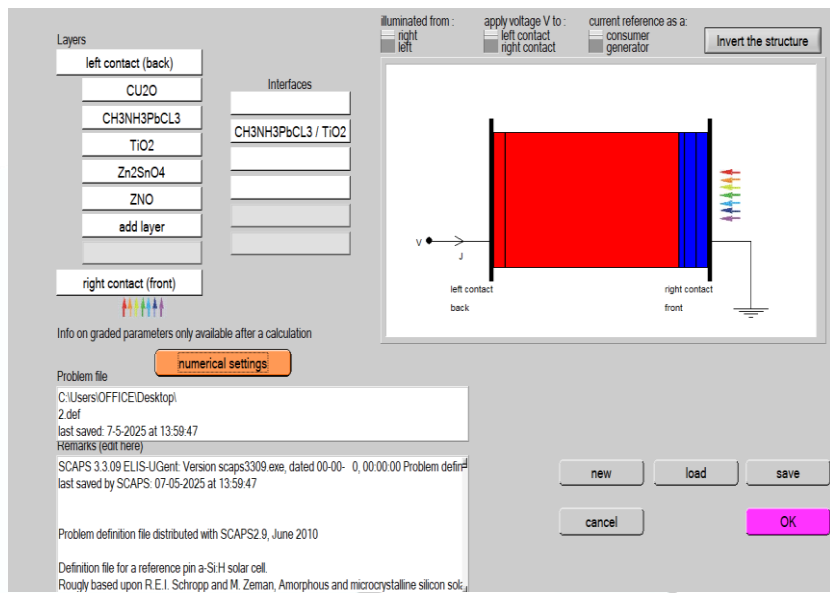 illuminated from :
right
left
apply voltage V to :
left contact
right contact
current reference as a:
consumer
generator
Invert the structure
Layers
left contact (back)
CU2O
CH3NH3PbCL3
TiO2
Zn2SnO4
ZNO
add layer
right contact (front)
Interfaces
CH3NH3PbCL3 / TiO2
V
J
left contact
back
right contact
front
Info on graded parameters only available after a calculation
numerical settings
Problem file
C:\Users\OFFICE\Desktop\
2.def
last saved: 7-5-2025 at 13:59:47
Remarks (edit here)
SCAPS 3.3.09 ELIS-UGent: Version scaps3309.exe, dated 00-00- 0, 00:00:00 Problem defin
last saved by SCAPS: 07-05-2025 at 13:59:47
Problem definition file distributed with SCAPS2.9, June 2010
Definition file for a reference pin a-Si:H solar cell.
Rougly based upon R.E.I. Schropp and M. Zeman, Amorphous and microcrystalline silicon sola
new
load
save
cancel
OK